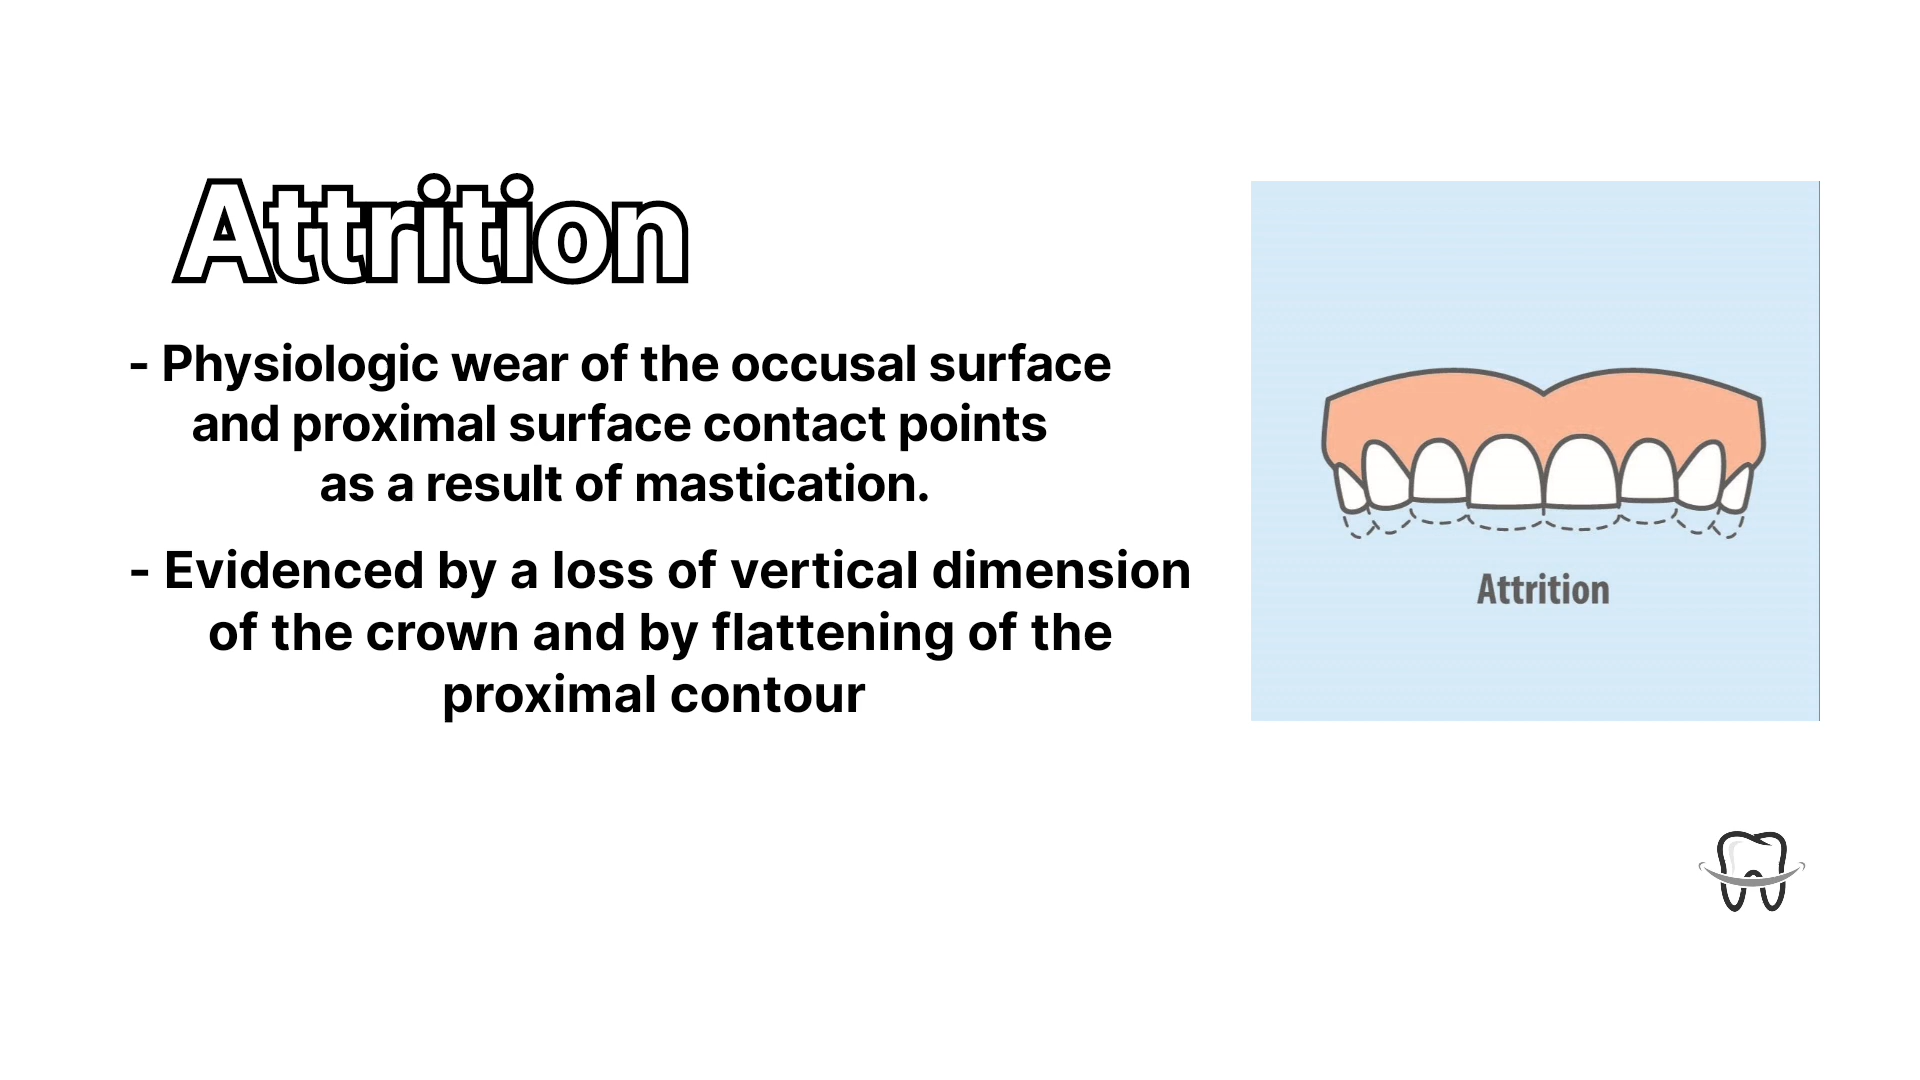 Attrition
- Physiologic wear of the occusal surface
and proximal surface contact points
as a result of mastication.
- Evidenced by a loss of vertical dimension
of the crown and by flattening of the
proximal contour
Attrition